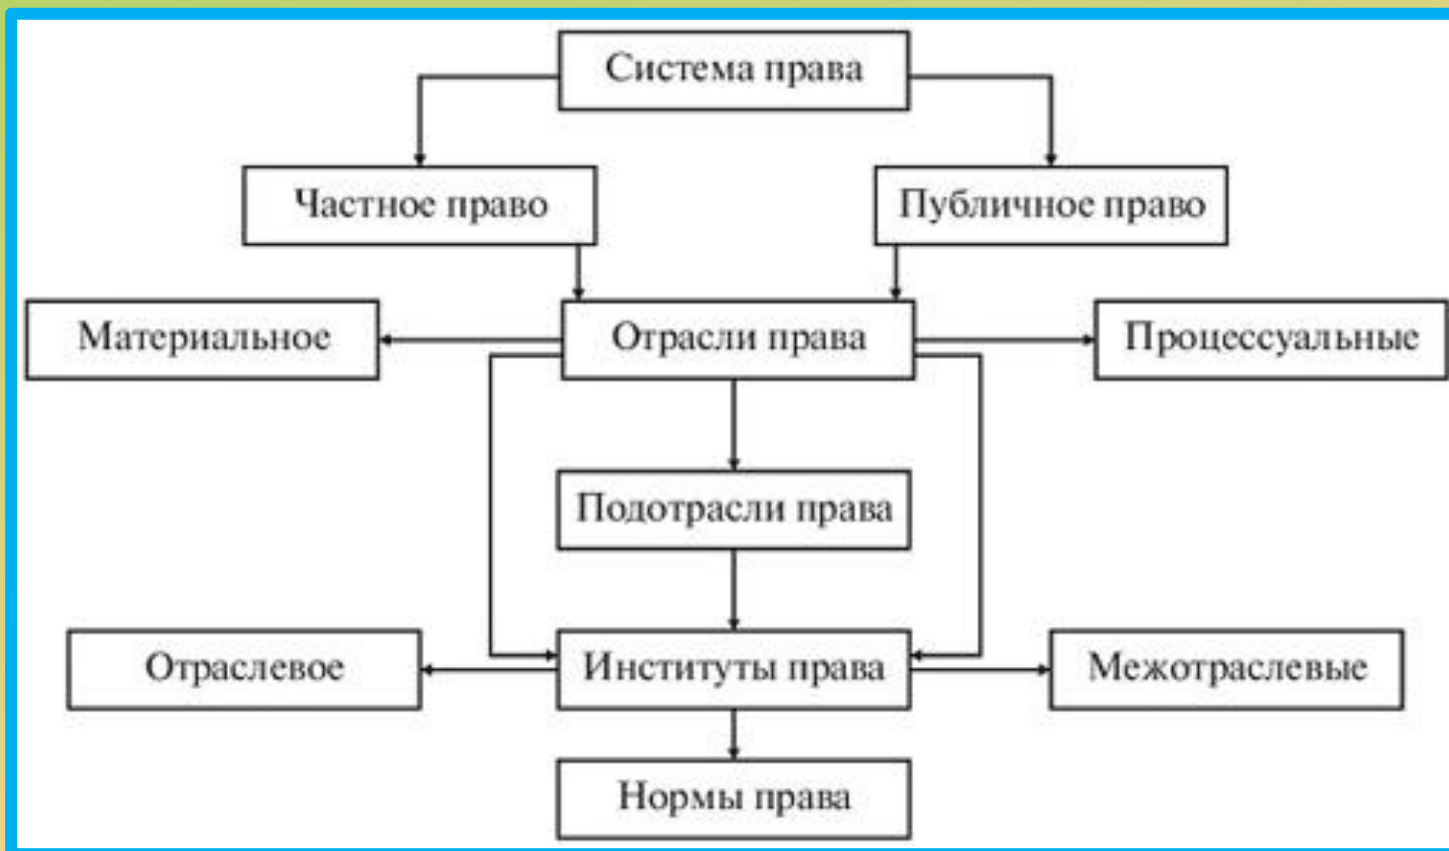 Система права
Частное право
Публичное право
Материальное
Отрасли права
Процессуальные
Подотрасли права
Отраслевое
Институты права
Межотраслевые
Нормы права